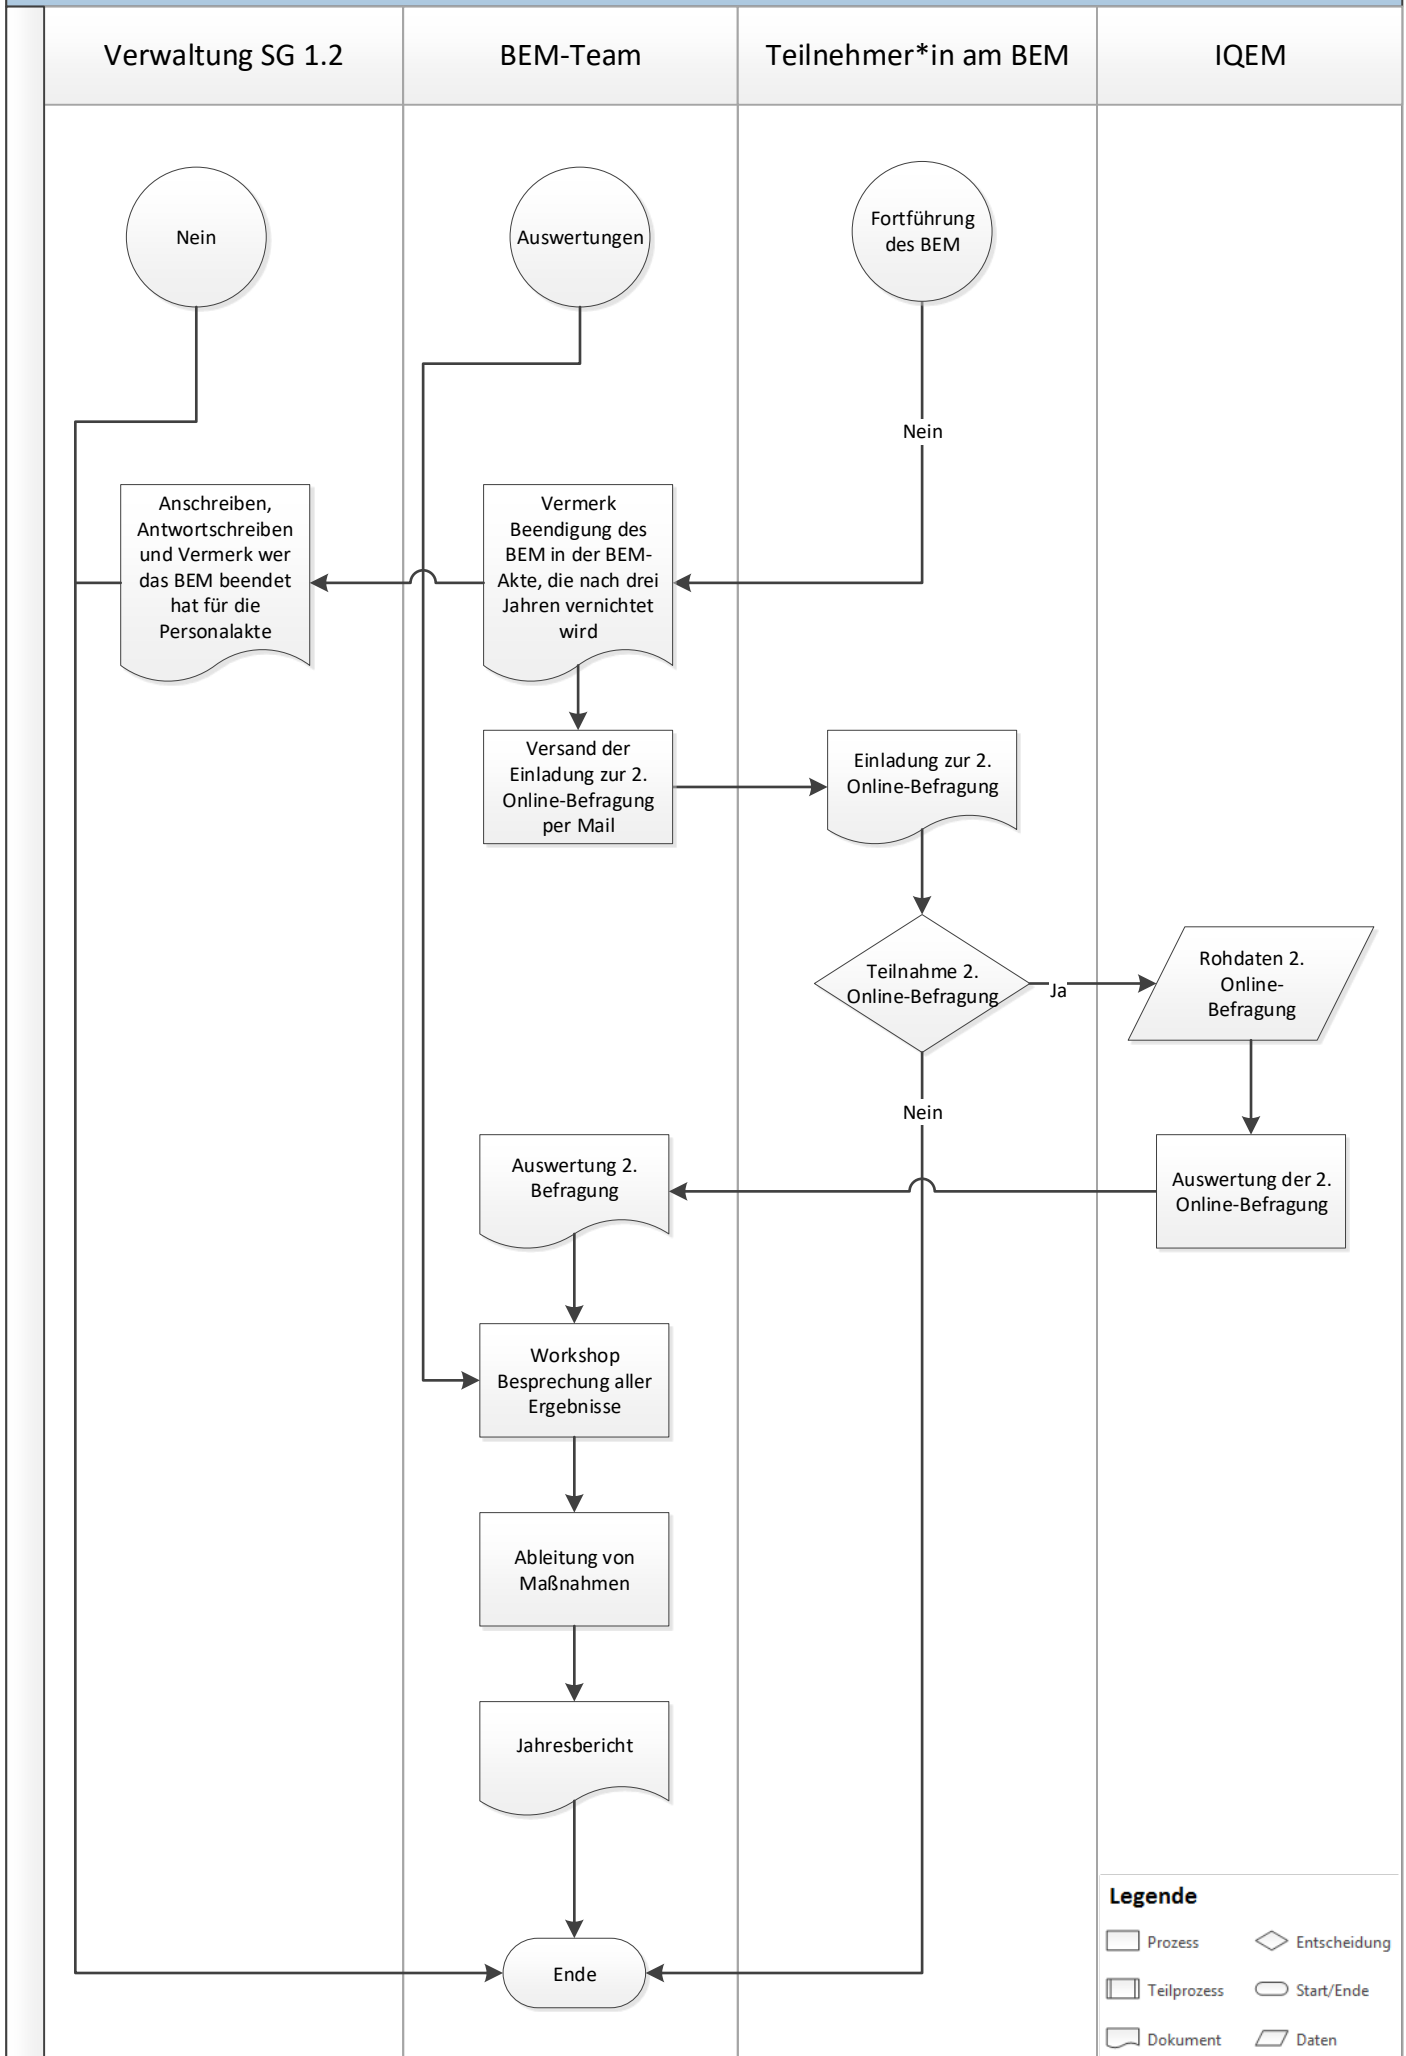 Verwaltung SG 1.2
BEM-Team
Teilnehmer*in am BEM
IQEM
Nein
Auswertungen
Fortführung
des BEM
Nein
Anschreiben,
Antwortschreiben
und Vermerk wer
das BEM beendet
hat für die
Personalakte
Vermerk
Beendigung des
BEM in der BEM-
Akte, die nach drei
Jahren vernichtet
wird
Versand der
Einladung zur 2.
Online-Befragung
per Mail
Einladung zur 2.
Online-Befragung
Teilnahme 2.
Online-Befragung
Ja
Rohdaten 2.
Online-
Befragung
Nein
Auswertung 2.
Befragung
Auswertung der 2.
Online-Befragung
Workshop
Besprechung aller
Ergebnisse
Ableitung von
Maßnahmen
Jahresbericht
Ende
Legende
Prozess
Entscheidung
Teilprozess
Start/Ende
Dokument
Daten